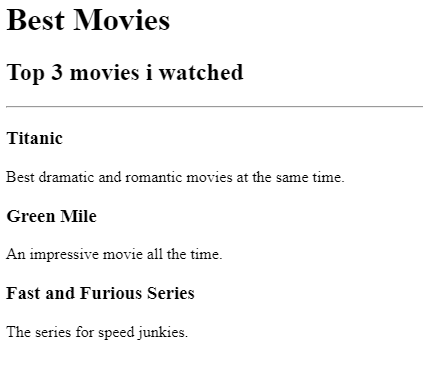 Best Movies
Top 3 movies i watched
Titanic
Best dramatic and romantic movies at the same time.
Green Mile
An impressive movie all the time.
Fast and Furious Series
The series for speed junkies.